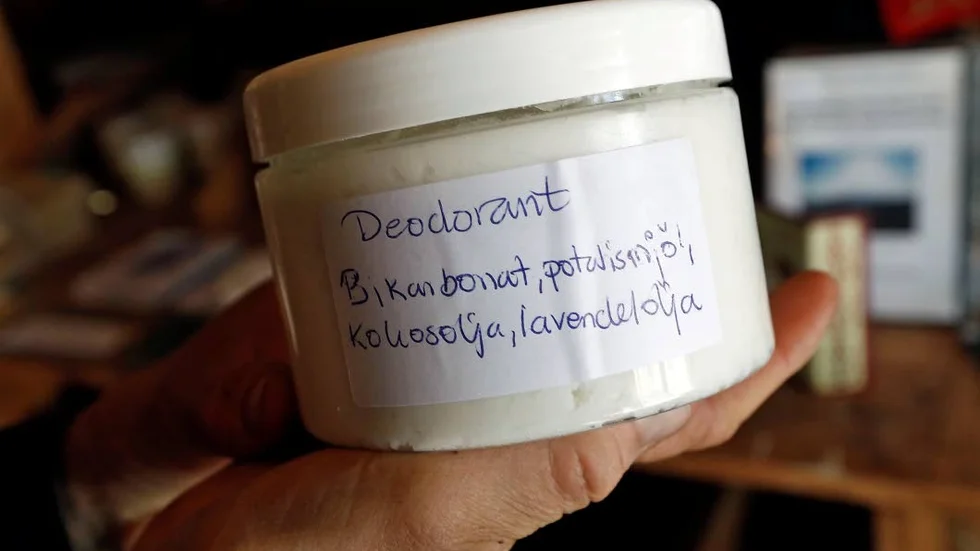 Deodorant
Bikarbonat, potatismjöl,
kokosolja, lavendelolja